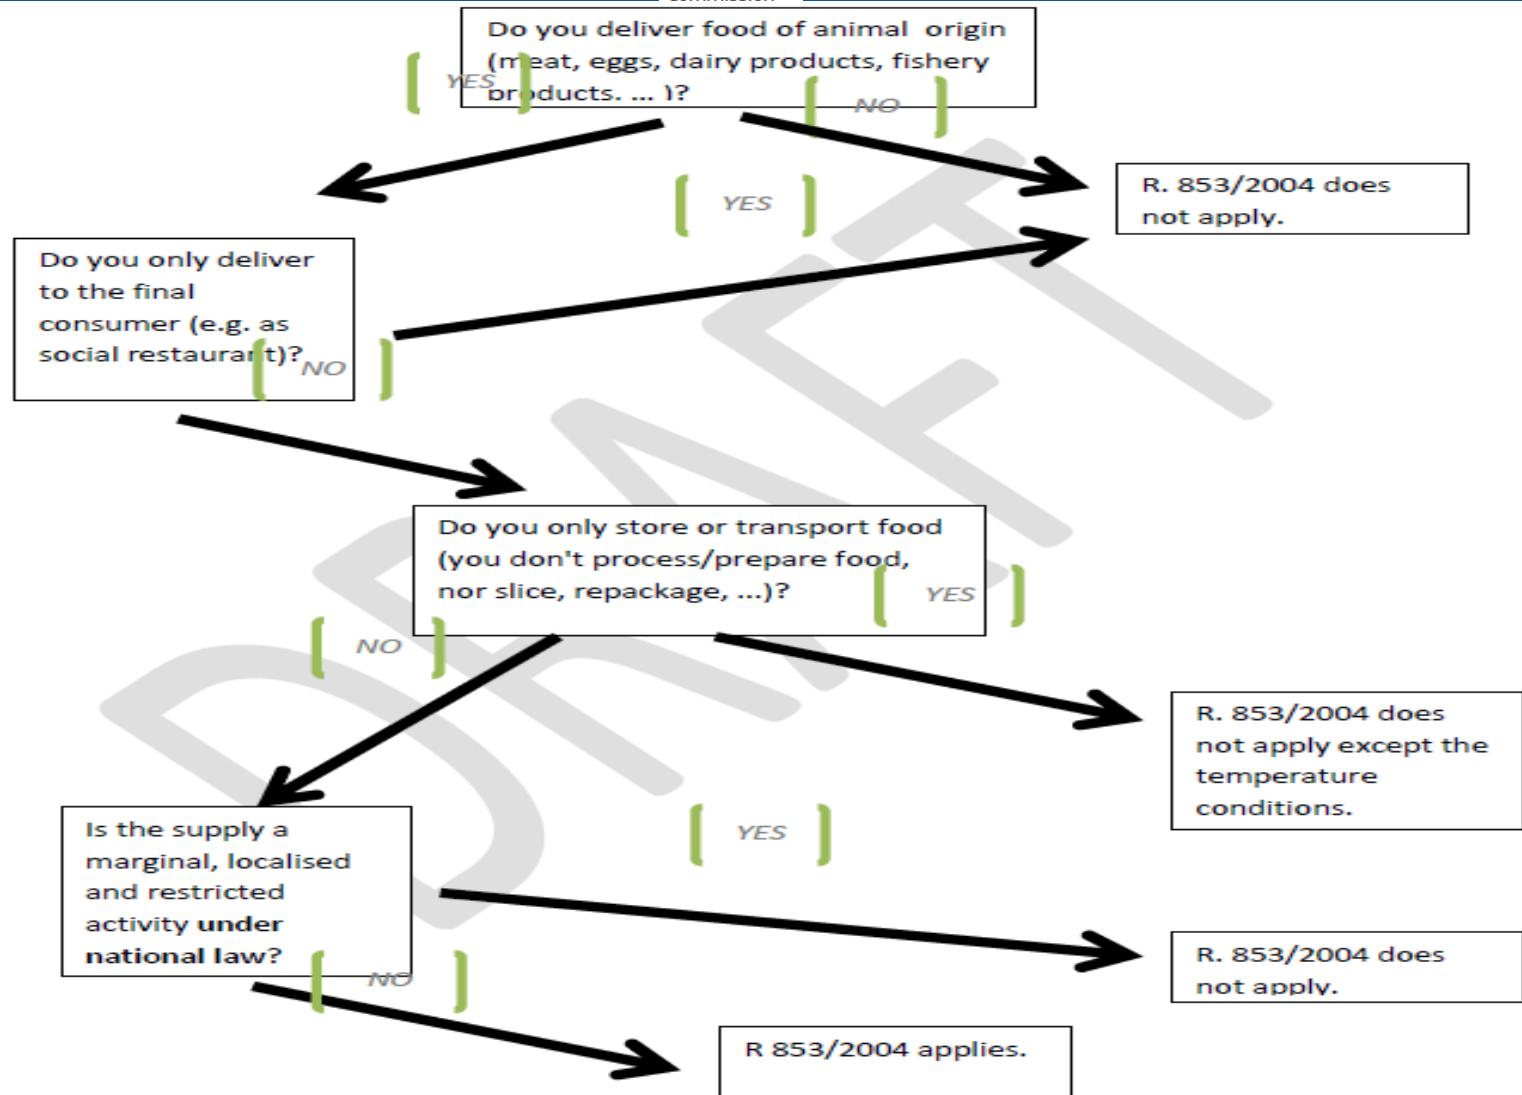 Do you deliver food of animal origin
(meat, eggs, dairy products, fishery
products. ... )?
YES
NO
YES
R. 853/2004 does
not apply.
Do you only deliver
to the final
consumer (e.g. as
social restaurant)?
NO
Do you only store or transport food
(you don't process/prepare food,
nor slice, repackage, ...)?
YES
NO
R. 853/2004 does
not apply except the
temperature
conditions.
Is the supply a
marginal, localised
and restricted
activity under
national law?
YES
NO
R. 853/2004 does
not apply.
R 853/2004 applies.
DRAFT